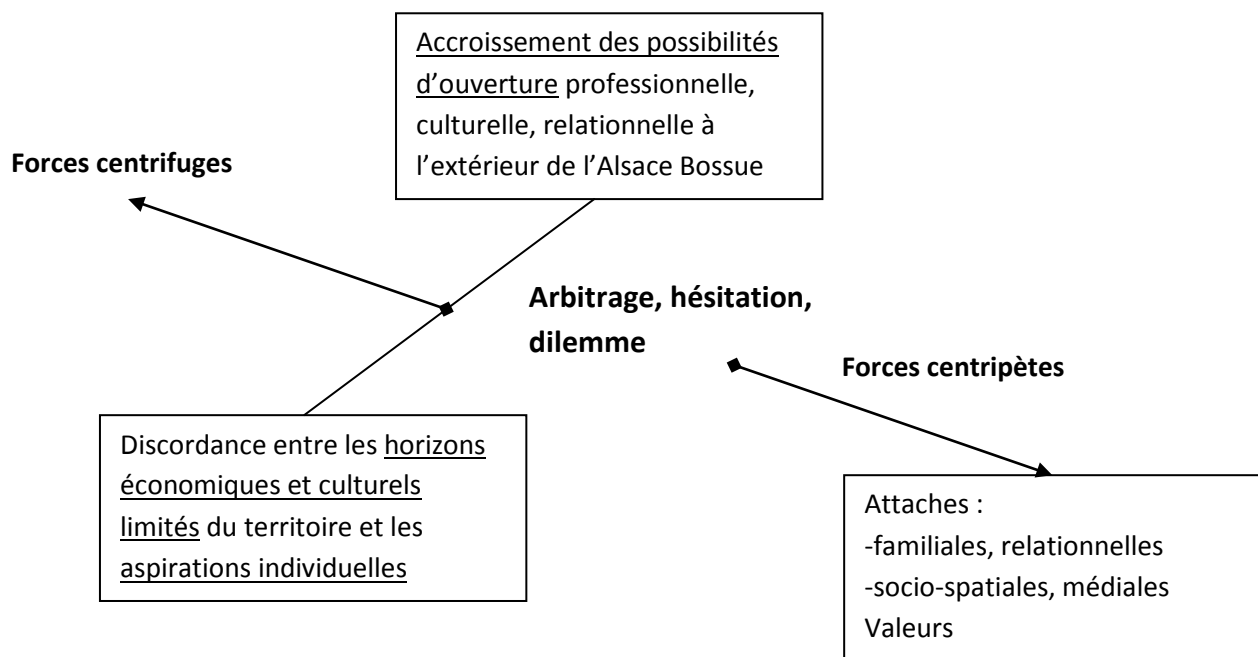 Accroissement des possibilités
d’ouverture professionnelle,
culturelle, relationnelle à
l’extérieur de l’Alsace Bossue
Forces centrifuges
Arbitrage, hésitation,
dilemme
Forces centripètes
Discordance entre les horizons
économiques et culturels
limités du territoire et les
aspirations individuelles
Attaches :
-familiales, relationnelles
-socio-spatiales, médiales
Valeurs